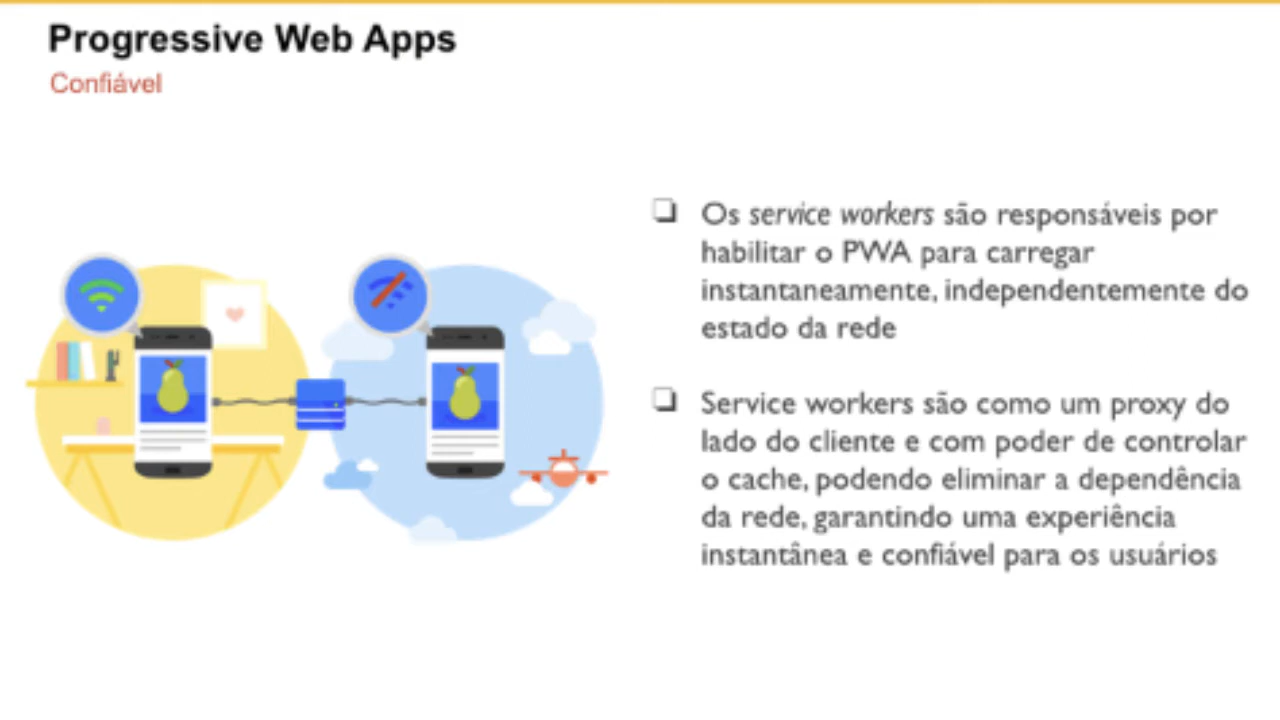 Progressive Web Apps
Confiável
Os service workers são responsáveis por
habilitar o PWA para carregar
instantaneamente, independentemente do
estado da rede
Service workers são como um proxy do
lado do cliente e com poder de controlar
o cache, podendo eliminar a dependência
da rede, garantindo uma experiência
instantânea e confiável para os usuários